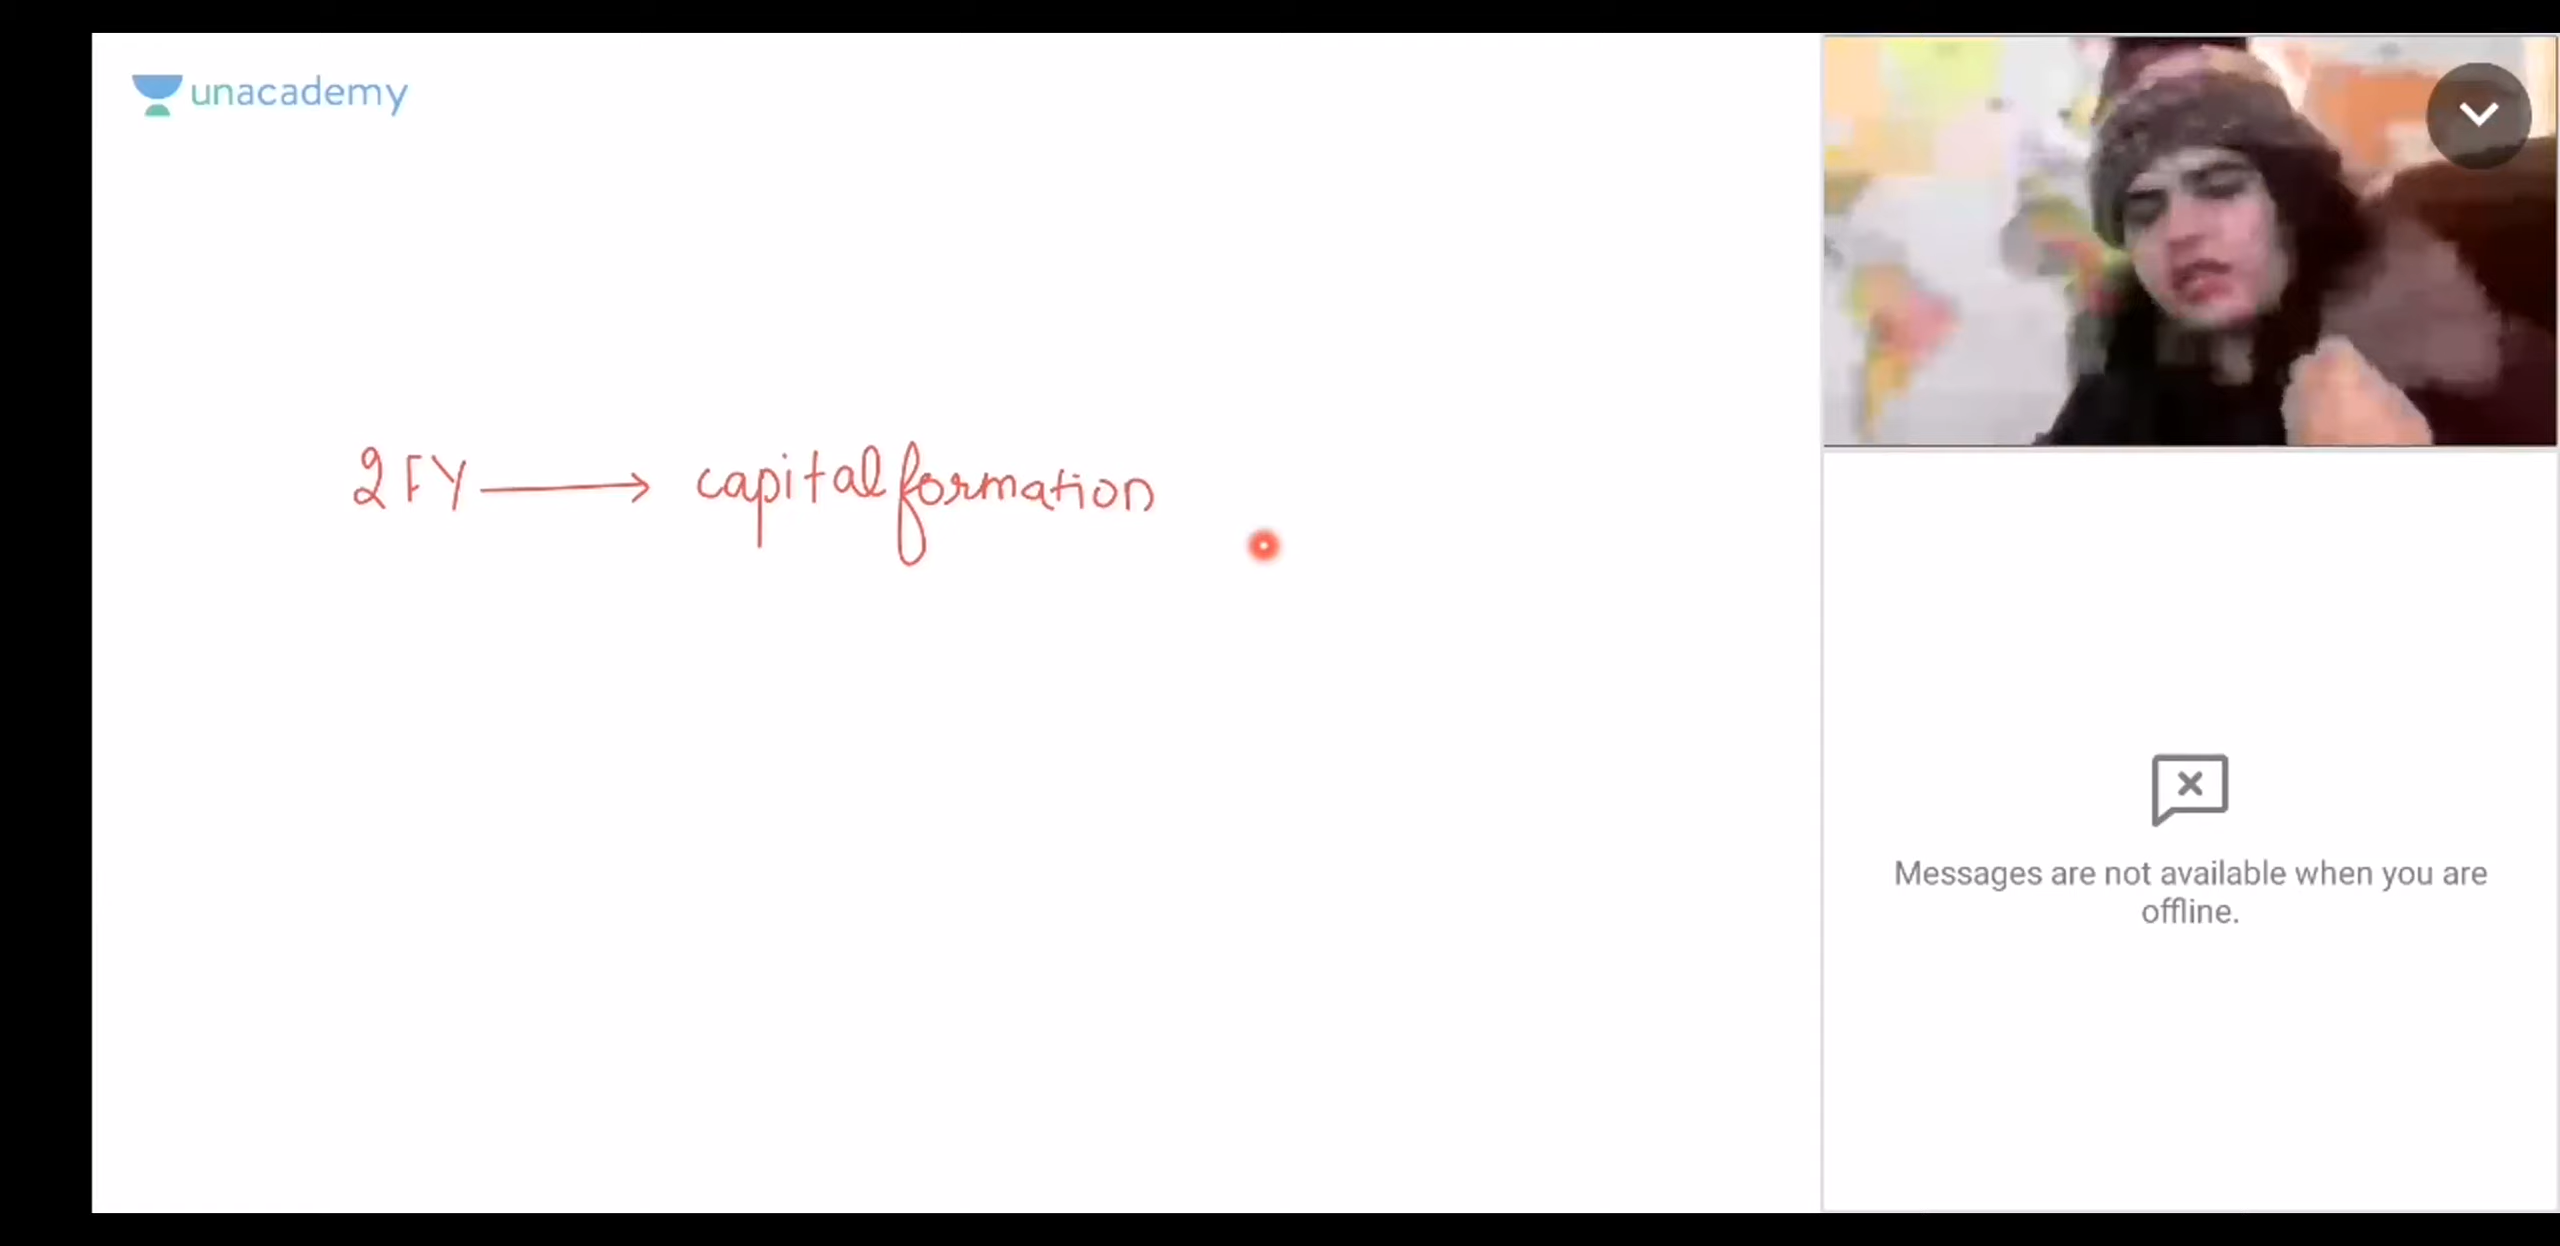 unacademy
2FY → capital formation
Messages are not available when you are
offline.